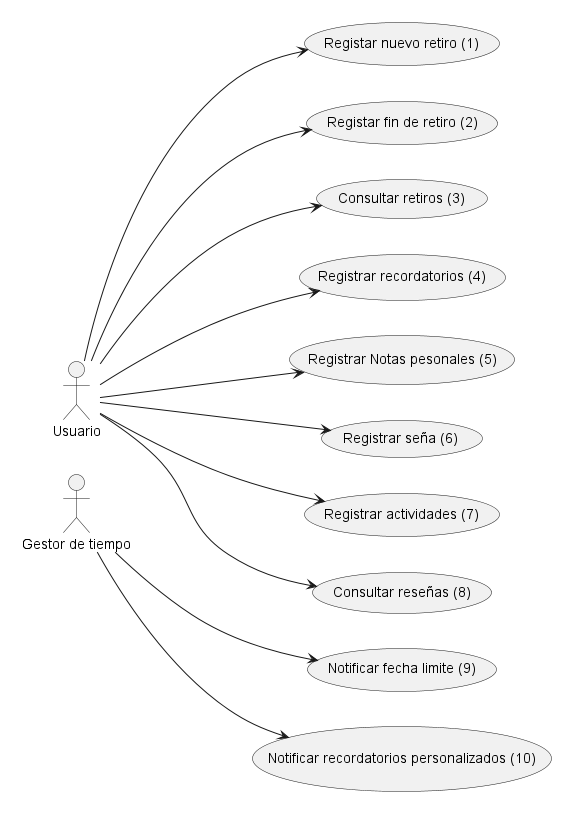 Registar nuevo retiro (1)
Registar fin de retiro (2)
Consultar retiros (3)
Registrar recordatorios (4)
Registrar Notas pesonales (5)
Usuario
Registrar seña (6)
Registrar actividades (7)
Gestor de tiempo
Consultar reseñas (8)
Notificar fecha limite (9)
Notificar recordatorios personalizados (10)